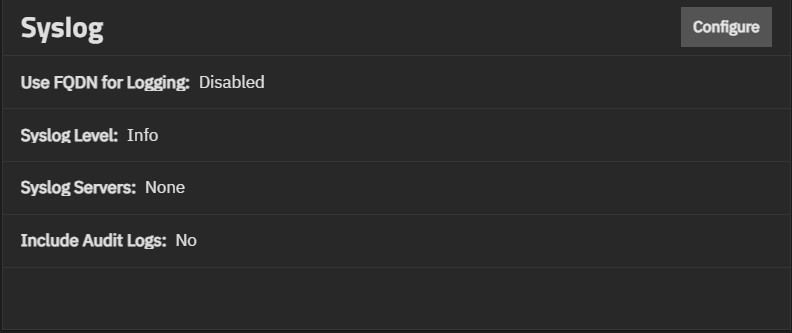 Syslog
Configure
Use FQDN for Logging: Disabled
Syslog Level: Info
Syslog Servers: None
Include Audit Logs: No